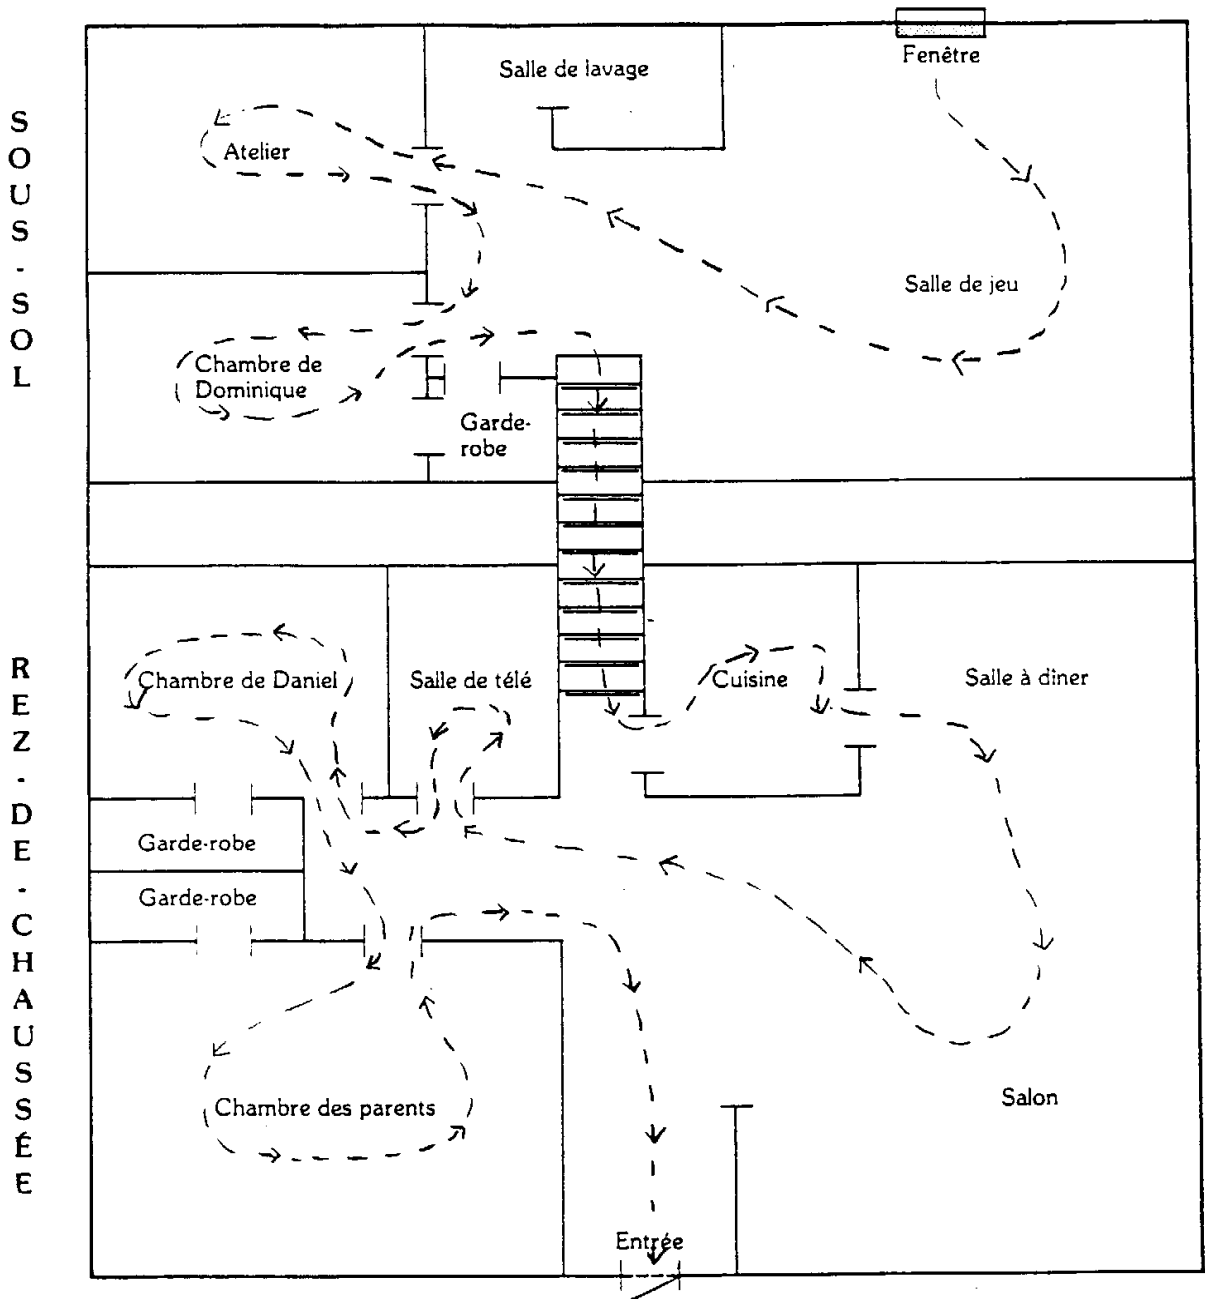 SOUS-SOL
Fenêtre
Salle de lavage
Atelier
Salle de jeu
Chambre de
Dominique
Garde-
robe
REZ-DE-CHAUSSÉE
Chambre de Daniel
Salle de télé
Cuisine
Salle à dîner
Garde-robe
Garde-robe
Chambre des parents
Salon
Entrée